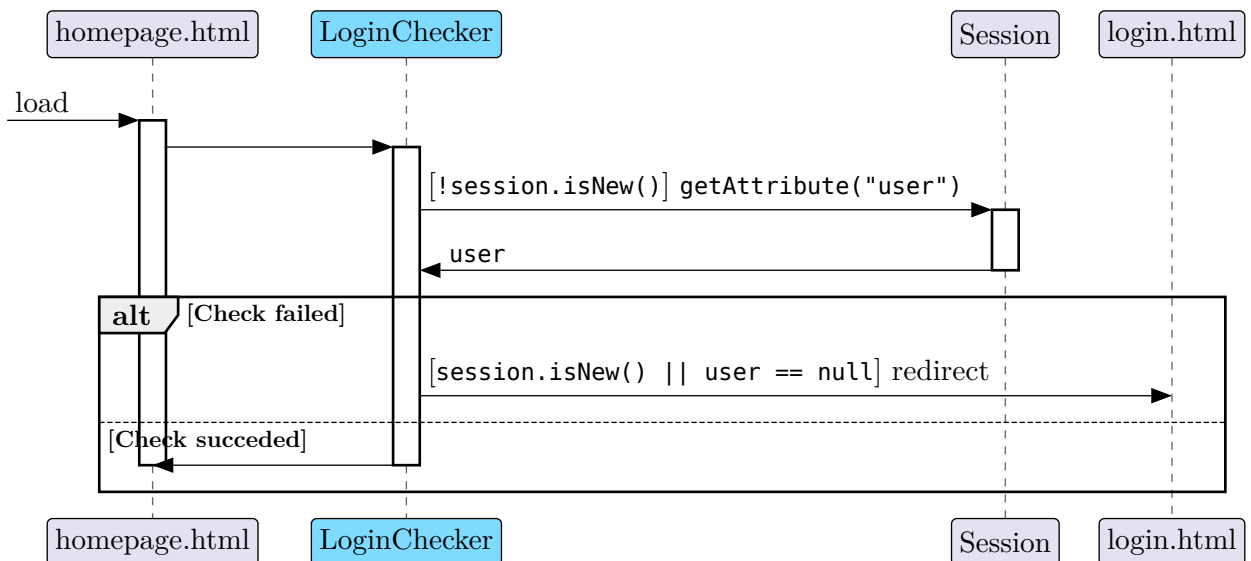 homepage.html
LoginChecker
Session
login.html
load
[!session.isNew()] getAttribute("user")
user
alt
[Check failed]
[session.isNew() || user == null] redirect
[Check succeded]
homepage.html
LoginChecker
Session
login.html